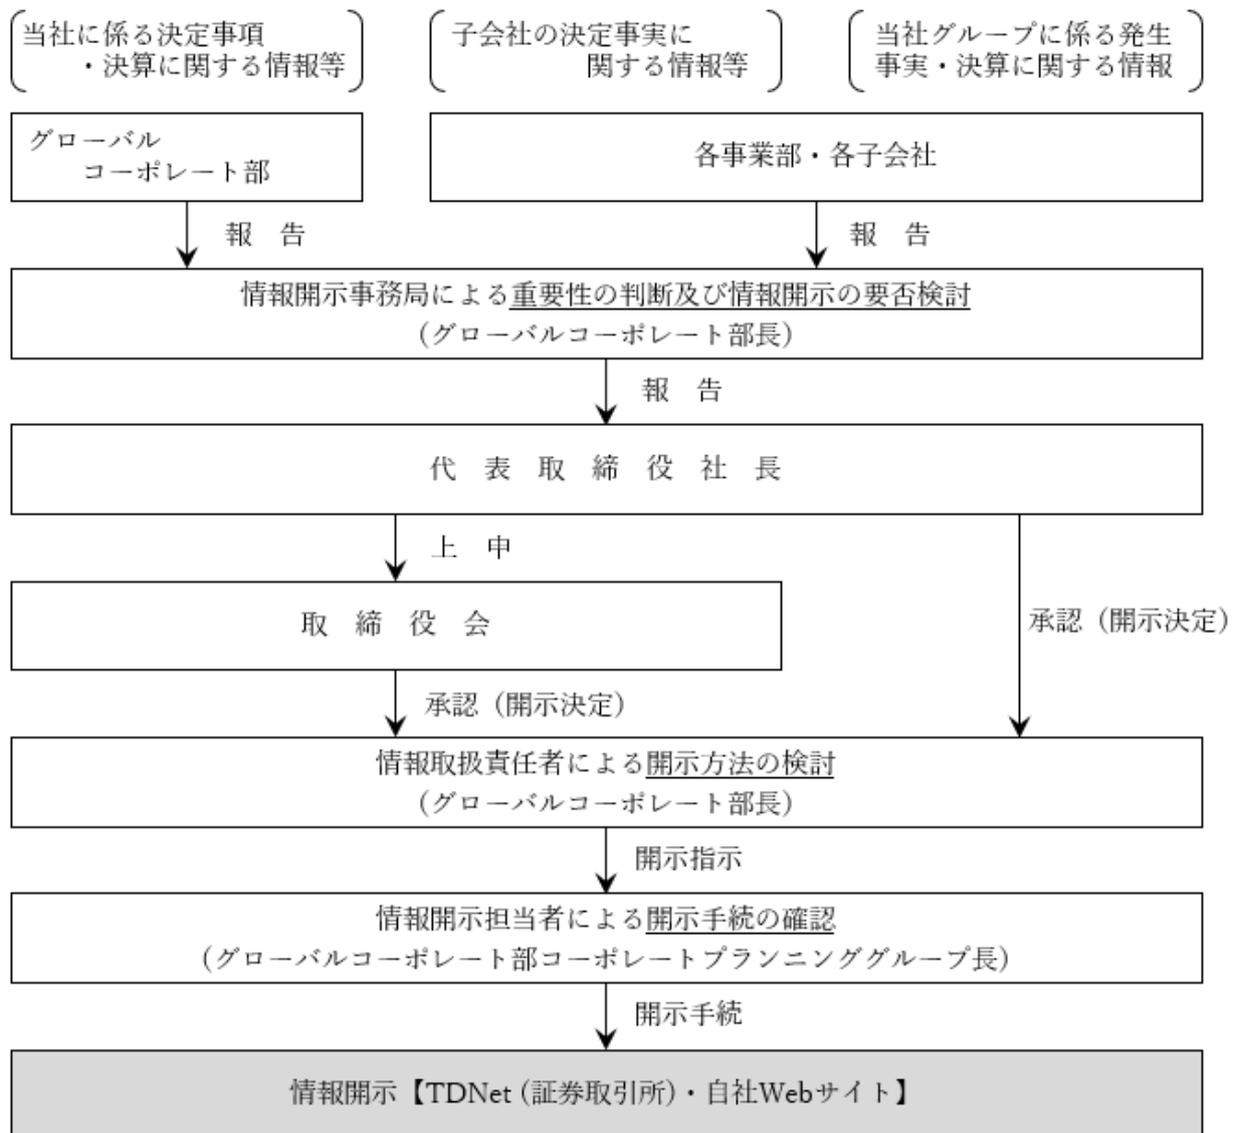 当社に係る決定事項
・決算に関する情報等
子会社の決定事実に
関する情報等
当社グループに係る発生
事実・決算に関する情報
グローバル
コーポレート部
各事業部・各子会社
報　告
報　告
情報開示事務局による重要性の判断及び情報開示の要否検討
（グローバルコーポレート部長）
報　告
代　表　取　締　役　社　長
上　申
取　締　役　会
承認（開示決定）
承認（開示決定）
情報取扱責任者による開示方法の検討
（グローバルコーポレート部長）
開示指示
情報開示担当者による開示手続の確認
（グローバルコーポレート部コーポレートプランニンググループ長）
開示手続
情報開示【TDNet (証券取引所)・自社Webサイト】